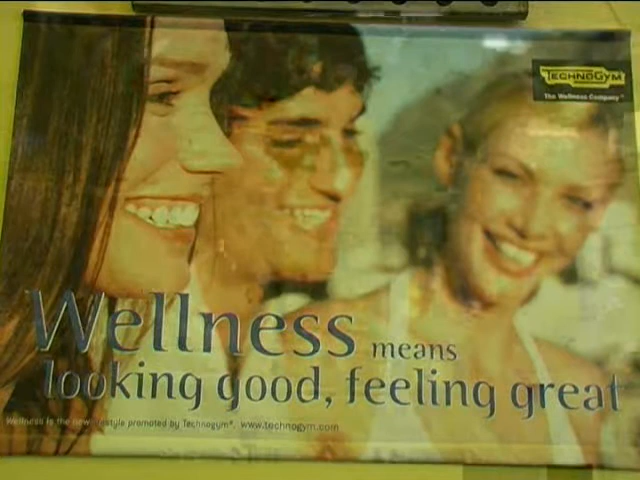 TECHNOGYM
The Wellness Company™
Wellness means
looking good, feeling great
Wellness is the new lifestyle promoted by Technogym®. www.technogym.com